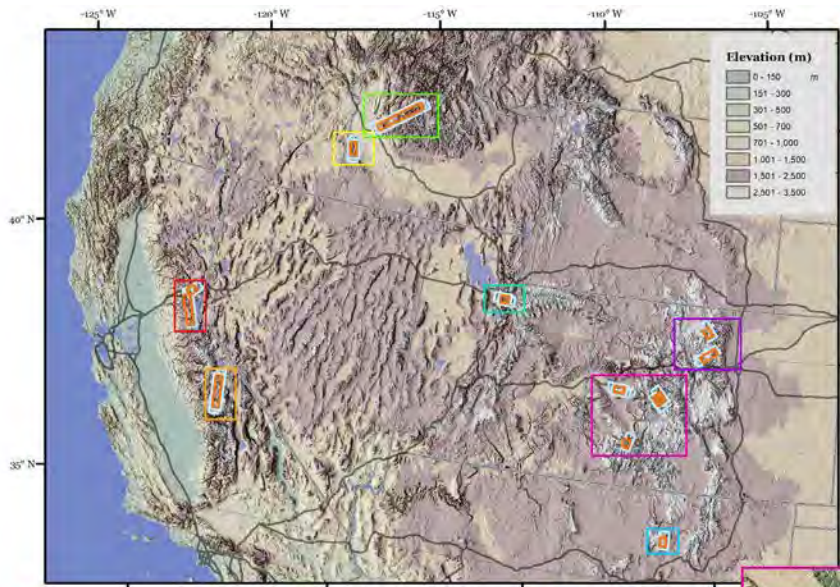 -125° W
-120° W
-115° W
-110° W
-105° W
Elevation (m)
0 - 150
m
151 - 300
301 - 500
501 - 700
701 - 1,000
1,001 - 1,500
1,501 - 2,500
2,501 - 3,500
40° N
35° N